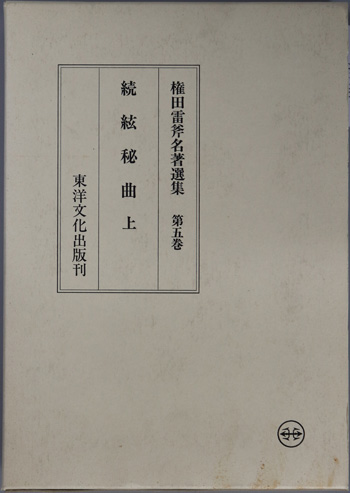 権田雷斧名著選集　第五巻
続絃秘曲　上
東洋文化出版刊